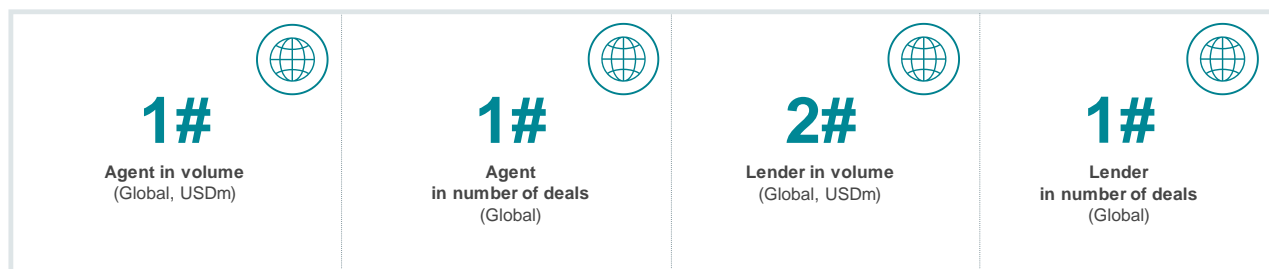 1#
Agent in volume
(Global, USDm)
1#
Agent
in number of deals
(Global)
2#
Lender in volume
(Global, USDm)
1#
Lender
in number of deals
(Global)